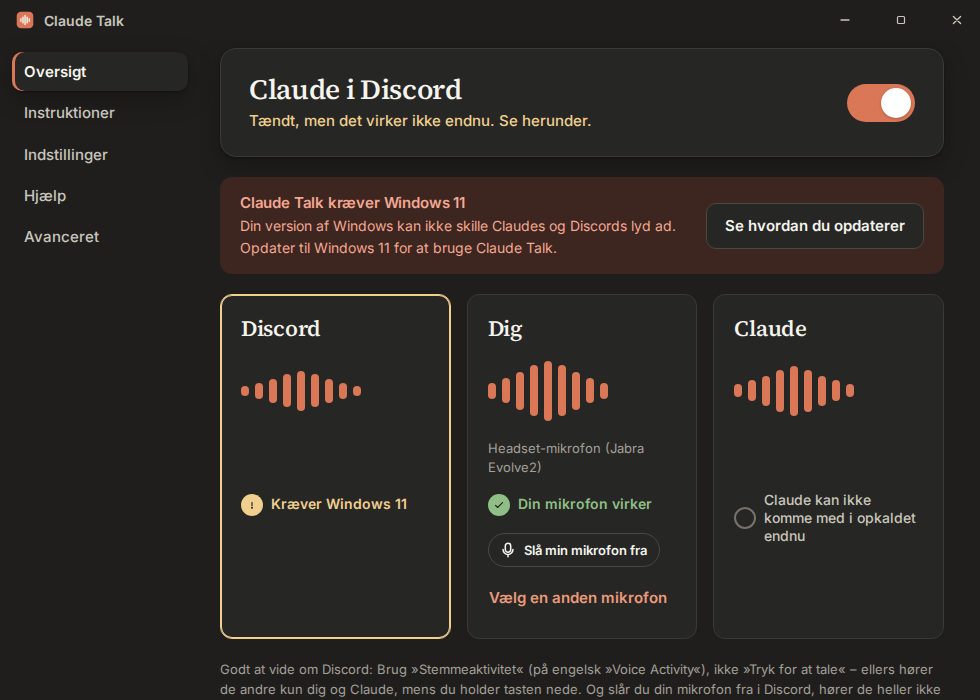 Claude Talk
Oversigt
Instruktioner
Indstillinger
Hjælp
Avanceret
Claude i Discord
Tændt, men det virker ikke endnu. Se herunder.
Claude Talk kræver Windows 11
Din version af Windows kan ikke skille Claudes og Discords lyd ad.
Opdater til Windows 11 for at bruge Claude Talk.
Se hvordan du opdaterer
Discord
Kræver Windows 11
Dig
Headset-mikrofon (Jabra
Evolve2)
Din mikrofon virker
Slå min mikrofon fra
Vælg en anden mikrofon
Claude
Claude kan ikke
komme med i opkaldet
endnu
Godt at vide om Discord: Brug »Stemmeaktivitet« (på engelsk »Voice Activity«), ikke »Tryk for at tale« – ellers hører
de andre kun dig og Claude, mens du holder tasten nede. Og slår du din mikrofon fra i Discord, hører de heller ikke